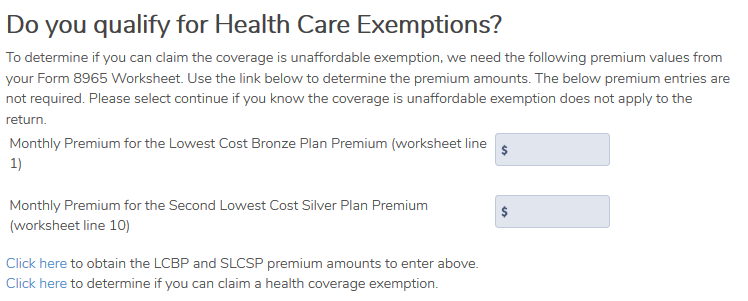 Do you qualify for Health Care Exemptions?
To determine if you can claim the coverage is unaffordable exemption, we need the following premium values from
your Form 8965 Worksheet. Use the link below to determine the premium amounts. The below premium entries are
not required. Please select continue if you know the coverage is unaffordable exemption does not apply to the
return.
Monthly Premium for the Lowest Cost Bronze Plan Premium (worksheet line
1)
$
Monthly Premium for the Second Lowest Cost Silver Plan Premium
(worksheet line 10)
$
Click here to obtain the LCBP and SLCSP premium amounts to enter above.
Click here to determine if you can claim a health coverage exemption.